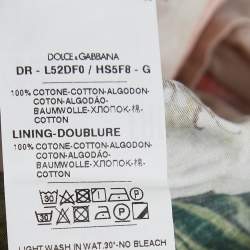 DOLCE & GABBANA
DR - L52DF0 / HS5F8 - G
100% COTONE-COTTON-ALGODON
COTON-ALGODÃO-
BAUMWOLLE-ХЛОПОК-棉-
COTTON
LINING-DOUBLURE
100% COTONE-COTTON-ALGODON
COTON-ALGODÃO-
BAUMWOLLE-ХЛОПОК-棉-
COTTON
30
LIGHT WASH IN WAT.30°-NO BLEACH